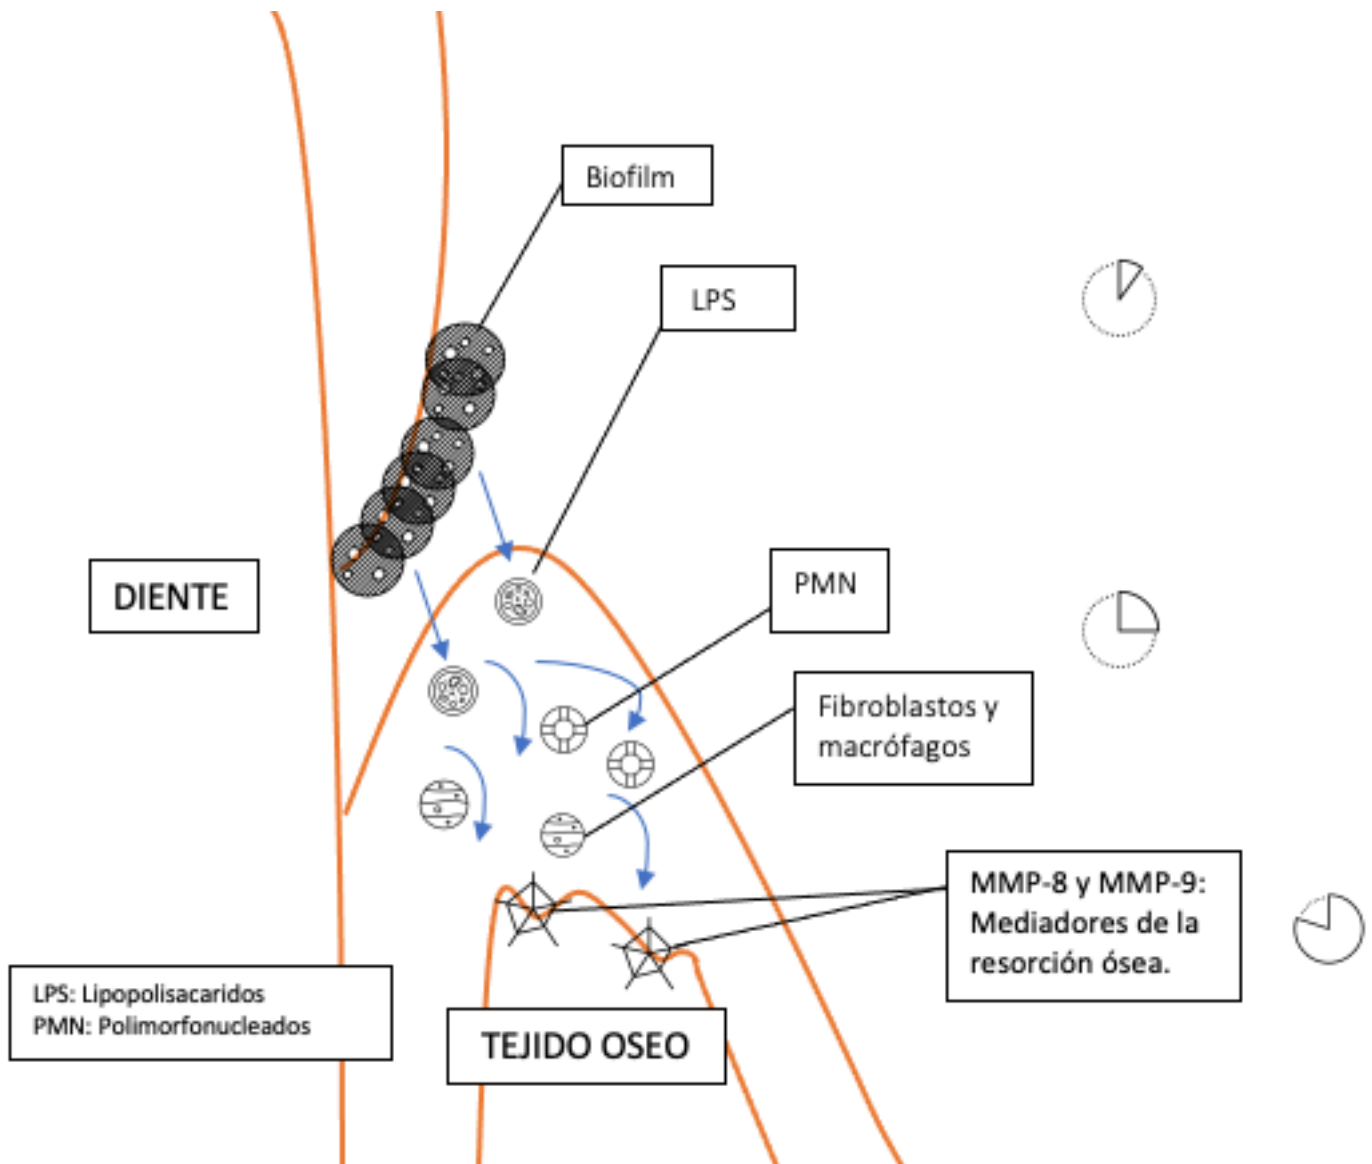 Biofilm
LPS
DIENTE
PMN
Fibroblastos y
macrófagos
MMP-8 y MMP-9:
Mediadores de la
resorción ósea.
LPS: Lipopolisacaridos
PMN: Polimorfonucleados
TEJIDO OSEO